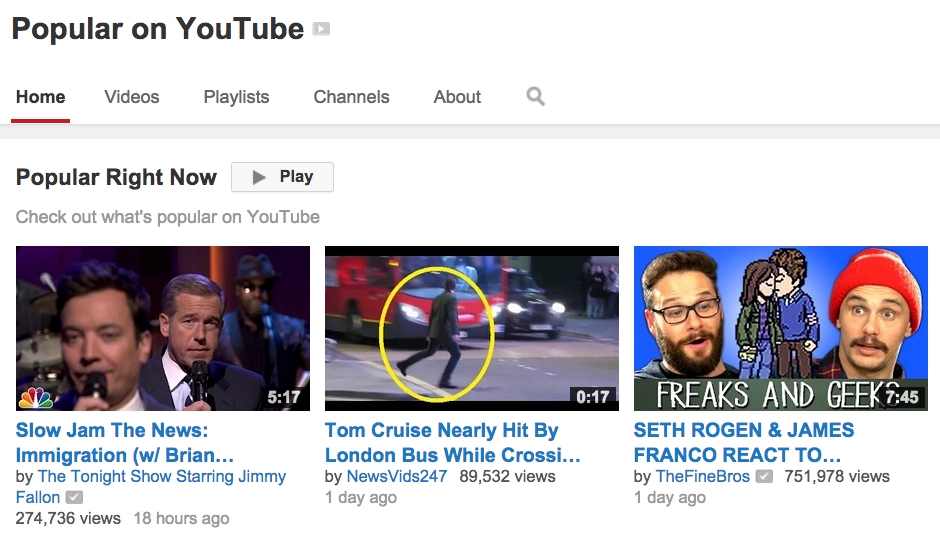 Popular on YouTube
Home Videos Playlists Channels About
Popular Right Now Play
Check out what's popular on YouTube
5:17
0:17
FREAKS AND GEEKS 7:45
Slow Jam The News:
Immigration (w/ Brian...
by The Tonight Show Starring Jimmy
Fallon
274,736 views 18 hours ago
Tom Cruise Nearly Hit By
London Bus While Crossi...
by NewsVids247 89,532 views
1 day ago
SETH ROGEN & JAMES
FRANCO REACT TO...
by TheFineBros 751,978 views
1 day ago